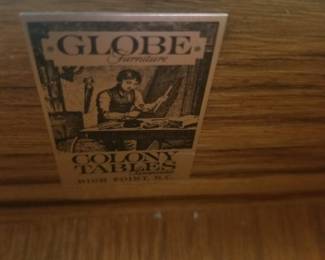 GLOBE
Furniture
COLONY
TABLES
HIGH POINT, N.C.